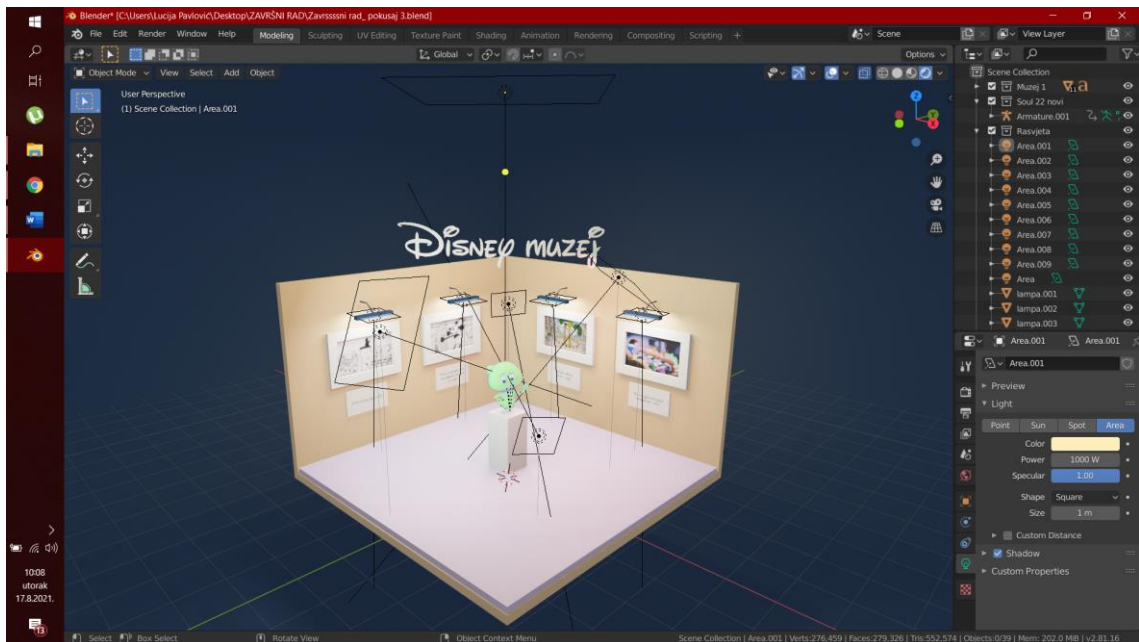 Blender* [C:\Users\Lucija Pavlović\Desktop\ZAVRŠNI RAD\Zavrssssni rad_ pokusaj 3.blend]
File Edit Render Window Help Modeling Sculpting UV Editing Texture Paint Shading Animation Rendering Compositing Scripting + Scene View Layer
Global Options
Object Mode View Select Add Object
User Perspective
(1) Scene Collection | Area.001
Disney muzej
Scene Collection
Muzej 1
Soul 22 novi
Armature.001
Rasvjeta
Area.001
Area.002
Area.003
Area.004
Area.005
Area.006
Area.007
Area.008
Area.009
Area
lampa.001
lampa.002
lampa.003
Area.001 Area.001
Area.001
Preview
Light
Point Sun Spot Area
Color
Power 1000 W
Specular 1.00
Shape Square
Size 1 m
Custom Distance
Shadow
Custom Properties
10:08
utorak
17.8.2021.
Select Box Select Rotate View Object Context Menu Scene Collection | Area.001 | Verts:276,459 | Faces:279,326 | Tris:552,574 | Objects:0/39 | Mem: 202.0 MiB | v2.81.16